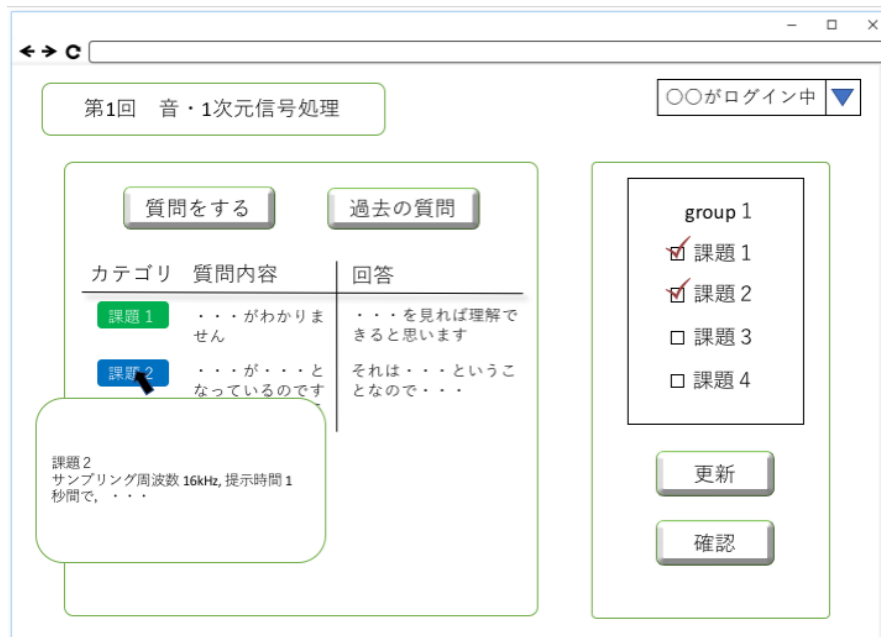 第1回　音・1次元信号処理
〇〇がログイン中
質問をする
過去の質問
カテゴリ
質問内容
回答
課題1
・・・がわかりま
せん
・・・を見れば理解で
きると思います
課題2
・・・が・・・と
なっているのです
それは・・・というこ
となので・・・
課題2
サンプリング周波数 16kHz, 提示時間 1
秒間で, ・・・
group 1
課題1
課題2
課題3
課題4
更新
確認